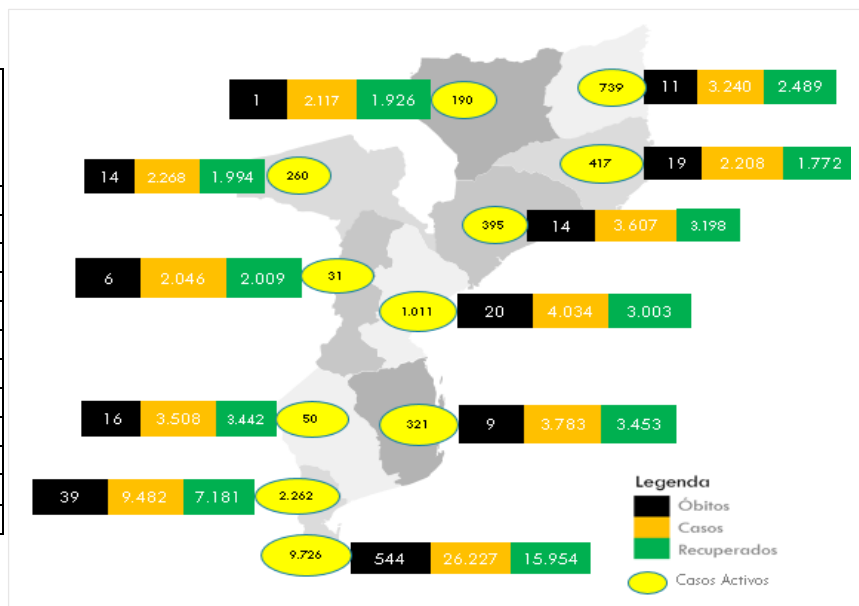 739 11 3.240 2.489
1 2.117 1.926 190
417 19 2.208 1.772
14 2.268 1.994 260
395 14 3.607 3.198
6 2.046 2.009 31
1.011 20 4.034 3.003
16 3.508 3.442 50
321 9 3.783 3.453
Legenda
39 9.482 7.181 2.262
Óbitos
Casos
Recuperados
9.726 544 26.227 15.954
Casos Activos